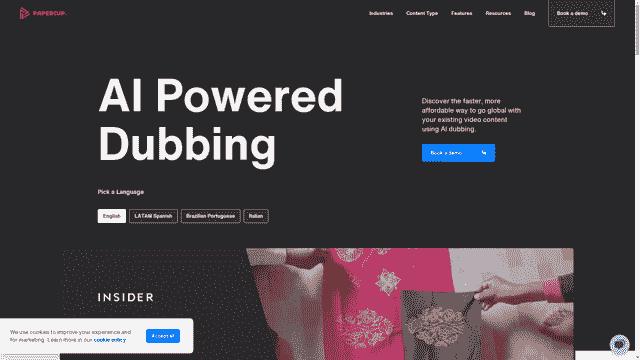 PAPERCUP
Industries Content Type Features Resources Blog Book a demo
AI Powered
Dubbing
Discover the faster, more
affordable way to go global with
your existing video content
using AI dubbing.
Book a demo
Pick a Language
English LATAM Spanish Brazilian Portuguese Italian
INSIDER
We use cookies to improve your experience and
for marketing. Learn more in our cookie policy
Accept all